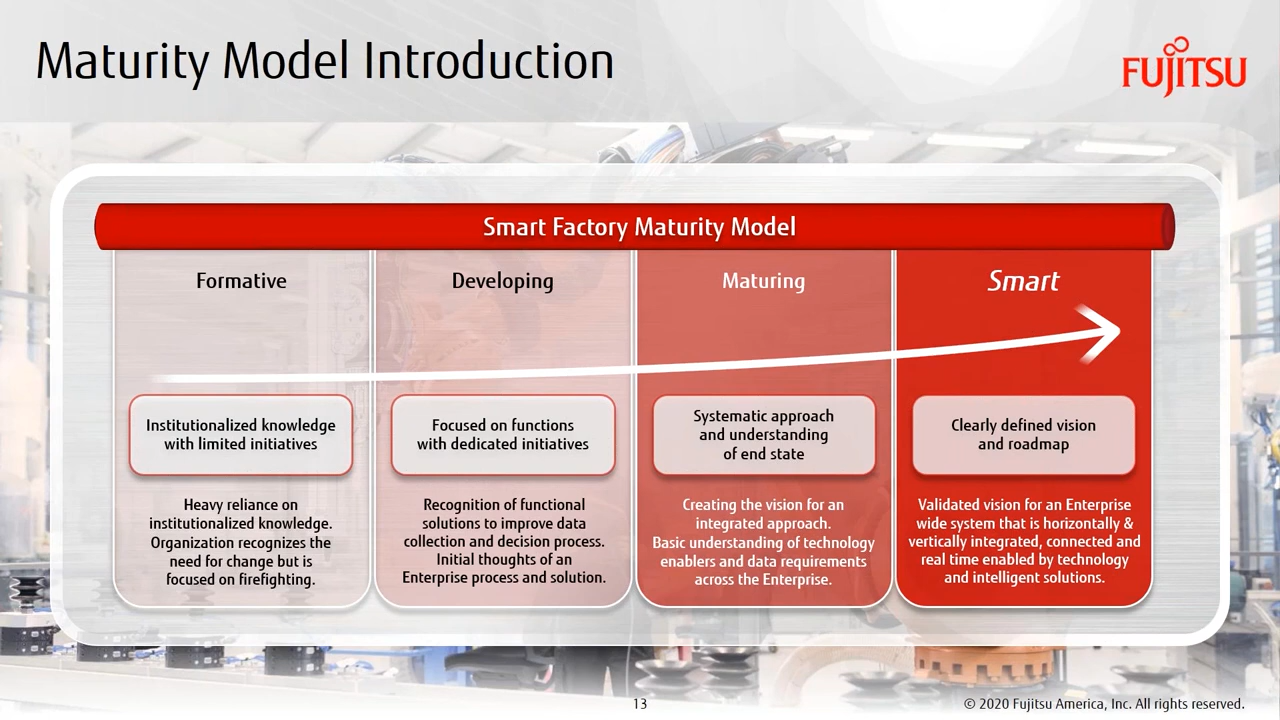 Maturity Model Introduction
FUJITSU
Smart Factory Maturity Model
Formative
Developing
Maturing
Smart
Institutionalized knowledge
with limited initiatives
Focused on functions
with dedicated initiatives
Systematic approach
and understanding
of end state
Clearly defined vision
and roadmap
Heavy reliance on
institutionalized knowledge.
Organization recognizes the
need for change but is
focused on firefighting.
Recognition of functional
solutions to improve data
collection and decision process.
Initial thoughts of an
Enterprise process and solution.
Creating the vision for an
integrated approach.
Basic understanding of technology
enablers and data requirements
across the Enterprise.
Validated vision for an Enterprise
wide system that is horizontally &
vertically integrated, connected and
real time enabled by technology
and intelligent solutions.
13
© 2020 Fujitsu America, Inc. All rights reserved.